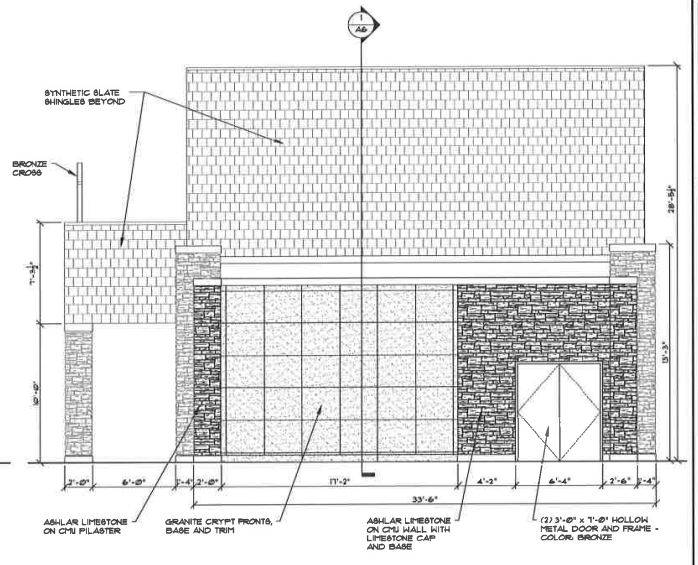 1
A6
SYNTHETIC SLATE
SHINGLES BEYOND
BRONZE
CROSS
7'-3½"
10'-0"
28'-5½"
13'-3"
2'-0"
6'-0"
1'-4"
2'-0"
17'-2"
4'-2"
6'-4"
2'-6"
1'-4"
33'-6"
ASHLAR LIMESTONE
ON CMU PILASTER
GRANITE CRYPT FRONTS,
BASE AND TRIM
ASHLAR LIMESTONE
ON CMU WALL WITH
LIMESTONE CAP
AND BASE
(2) 3'-0" x 7'-0" HOLLOW
METAL DOOR AND FRAME -
COLOR: BRONZE